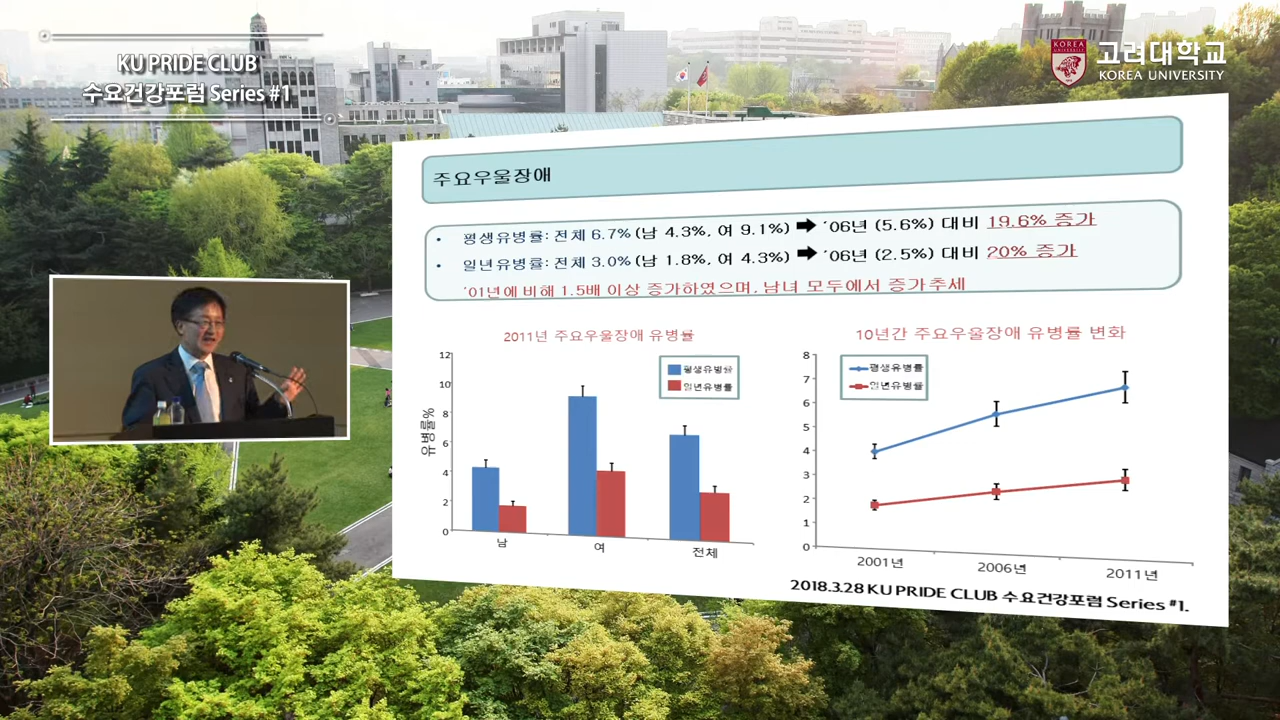 KU PRIDE CLUB
수요건강포럼 Series #1
고려대학교
KOREA UNIVERSITY
KOREA
UNIVERSITY
주요우울장애
• 평생유병률: 전체 6.7% (남 4.3%, 여 9.1%) ➡ ‘06년 (5.6%) 대비 19.6% 증가
• 일년유병률: 전체 3.0% (남 1.8%, 여 4.3%) ➡ ‘06년 (2.5%) 대비 20% 증가
‘01년에 비해 1.5배 이상 증가하였으며, 남녀 모두에서 증가추세
2011년 주요우울장애 유병률
유병률%
12
10
8
6
4
2
0
평생유병률
일년유병률
남 여 전체
10년간 주요우울장애 유병률 변화
8
7
6
5
4
3
2
1
0
평생유병률
일년유병률
2001년 2006년 2011년
2018.3.28 KU PRIDE CLUB 수요건강포럼 Series #1.